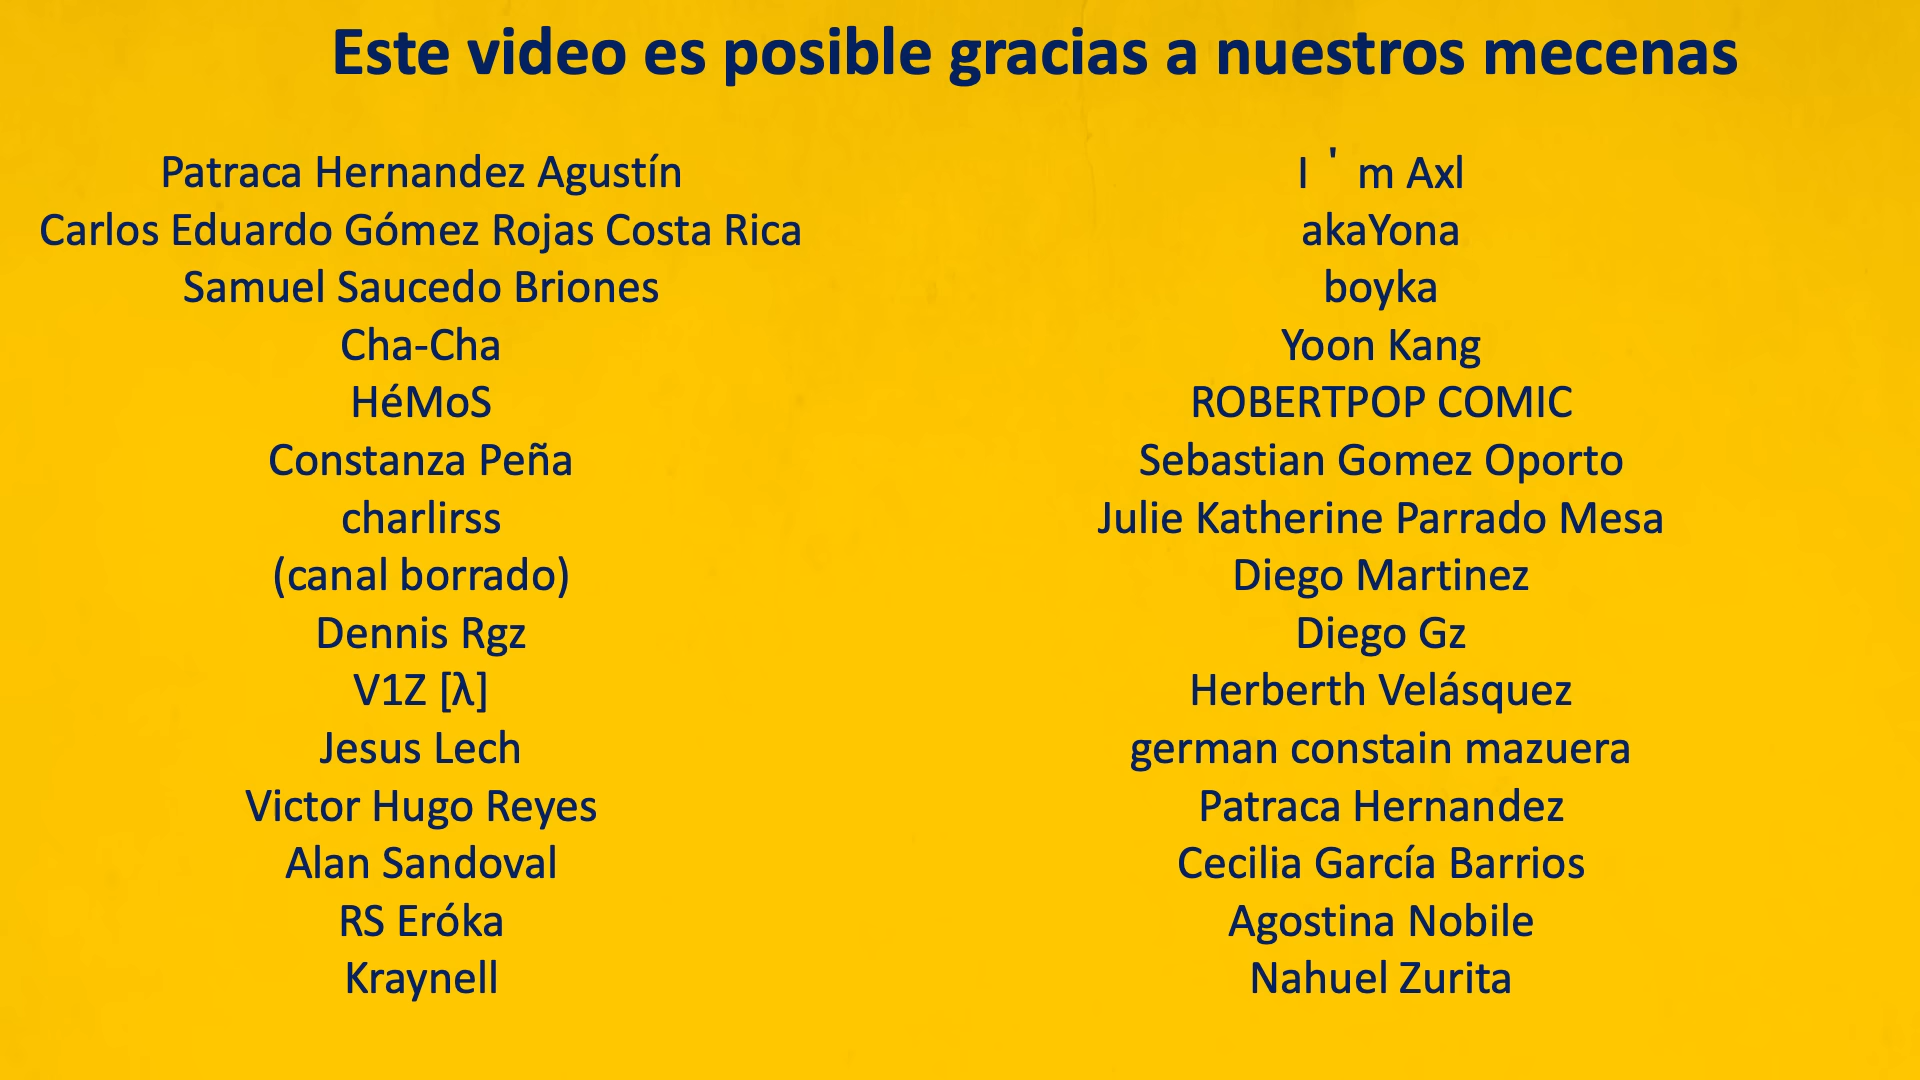 Este video es posible gracias a nuestros mecenas
Patraca Hernandez Agustín
Carlos Eduardo Gómez Rojas Costa Rica
Samuel Saucedo Briones
Cha-Cha
HéMoS
Constanza Peña
charlirss
(canal borrado)
Dennis Rgz
V1Z [λ]
Jesus Lech
Victor Hugo Reyes
Alan Sandoval
RS Eróka
Kraynell
I ＇m Axl
akaYona
boyka
Yoon Kang
ROBERTPOP COMIC
Sebastian Gomez Oporto
Julie Katherine Parrado Mesa
Diego Martinez
Diego Gz
Herberth Velásquez
german constain mazuera
Patraca Hernandez
Cecilia García Barrios
Agostina Nobile
Nahuel Zurita